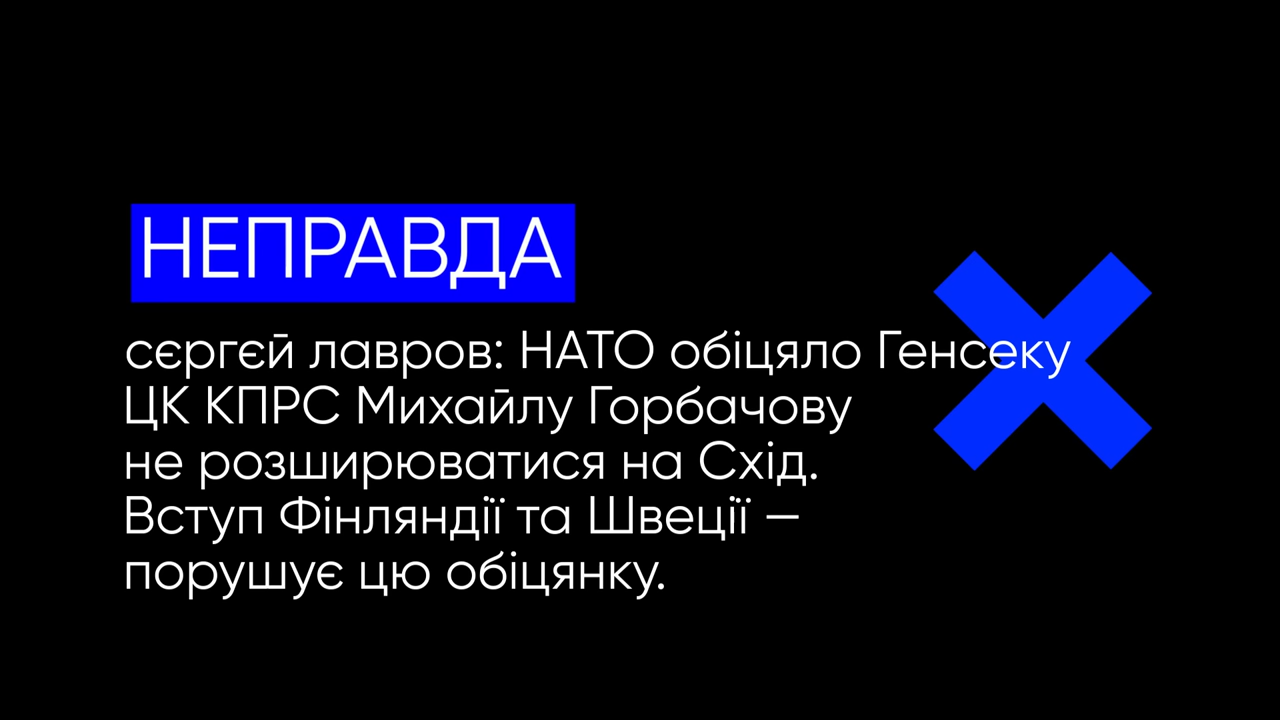 НЕПРАВДА
сєргєй лавров: НАТО обіцяло Генсеку
ЦК КПРС Михайлу Горбачову
не розширюватися на Схід.
Вступ Фінляндії та Швеції —
порушує цю обіцянку.